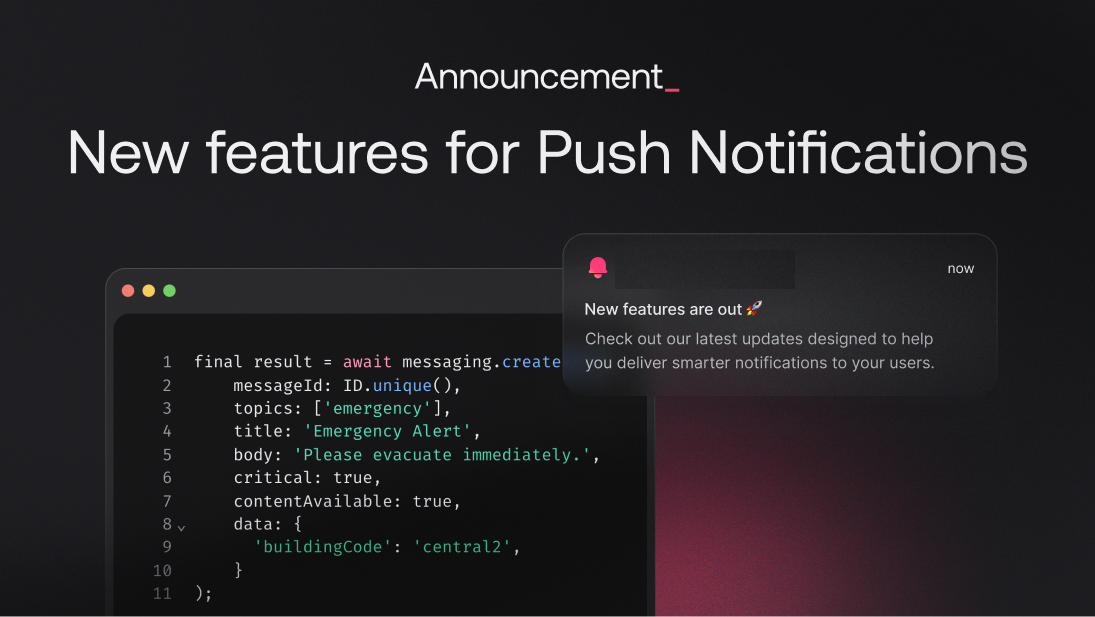 Announcement_
New features for Push Notifications
now
New features are out 🚀
Check out our latest updates designed to help
you deliver smarter notifications to your users.
1 final result = await messaging.create
2 messageId: ID.unique(),
3 topics: ['emergency'],
4 title: 'Emergency Alert',
5 body: 'Please evacuate immediately.',
6 critical: true,
7 contentAvailable: true,
8 data: {
9 'buildingCode': 'central2',
10 }
11 );